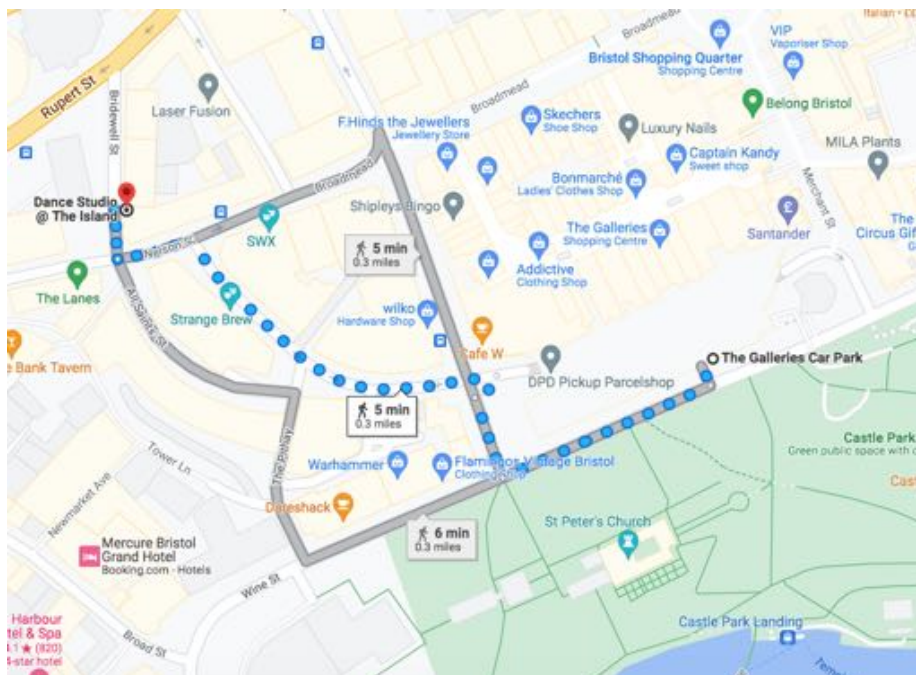 Italian · ££
VIP
Vaporiser Shop
Bristol Shopping Quarter
Shopping Centre
Broadmead
Rupert St
Bridewell St
Laser Fusion
Broadmead
Belong Bristol
F.Hinds the Jewellers
Jewellery Store
Skechers
Shoe Shop
Luxury Nails
MILA Plants
Captain Kandy
Sweet shop
Bonmarché
Ladies' Clothes Shop
Broadmead
Merchant St
Dance Studio
@ The Island
Shipleys Bingo
SWX
The Galleries
Shopping Centre
Santander
The
Circus Gif
Nelson St
5 min
0.3 miles
Addictive
Clothing Shop
The Lanes
All Saints' St
Strange Brew
wilko
Hardware Shop
Cafe W
e Bank Tavern
DPD Pickup Parcelshop
The Galleries Car Park
5 min
0.3 miles
Castle Park
Green public space with
The Pithay
Tower Ln
Warhammer
Flamingos Vintage Bristol
Clothing Shop
Cas
Newmarket Ave
Dareshack
6 min
0.3 miles
St Peter's Church
Mercure Bristol
Grand Hotel
Booking.com · Hotels
Wine St
Harbour
tel & Spa
4.1 ★ (820)
4-star hotel
Broad St
Castle Park Landing